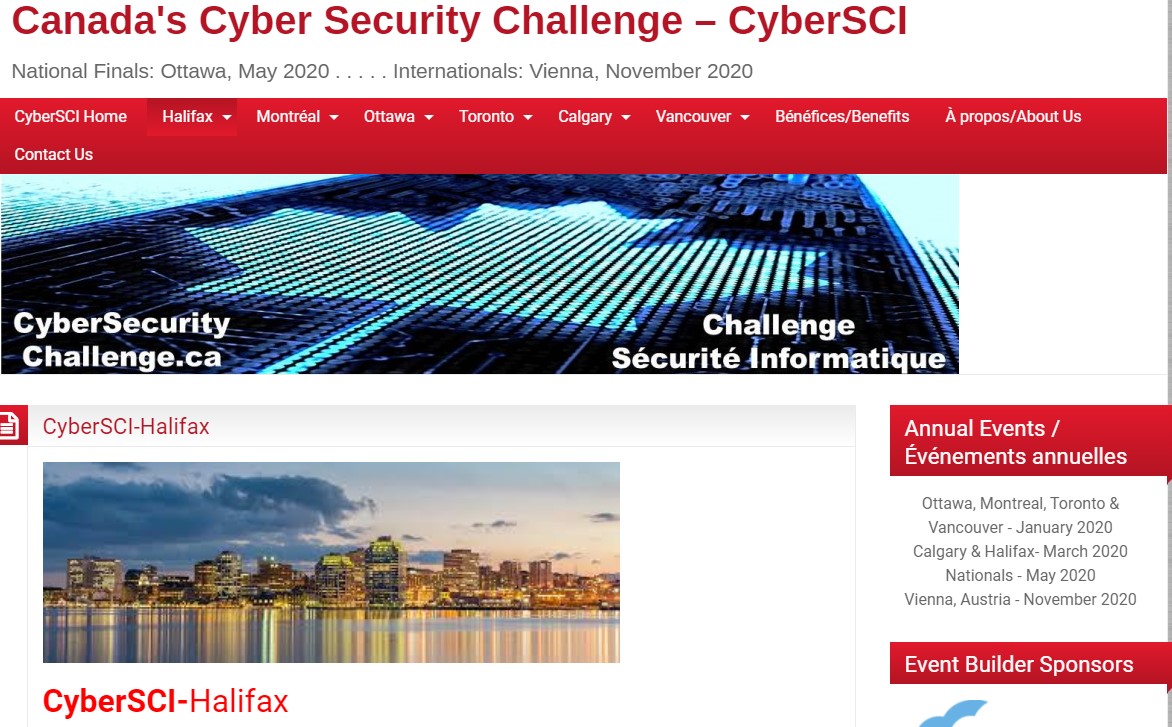 Canada's Cyber Security Challenge – CyberSCI
National Finals: Ottawa, May 2020 . . . . . Internationals: Vienna, November 2020
CyberSCI Home Halifax Montréal Ottawa Toronto Calgary Vancouver Bénéfices/Benefits À propos/About Us
Contact Us
CyberSecurity
Challenge.ca
Challenge
Sécurité Informatique
CyberSCI-Halifax
CyberSCI-Halifax
Annual Events /
Événements annuelles
Ottawa, Montreal, Toronto &
Vancouver - January 2020
Calgary & Halifax- March 2020
Nationals - May 2020
Vienna, Austria - November 2020
Event Builder Sponsors